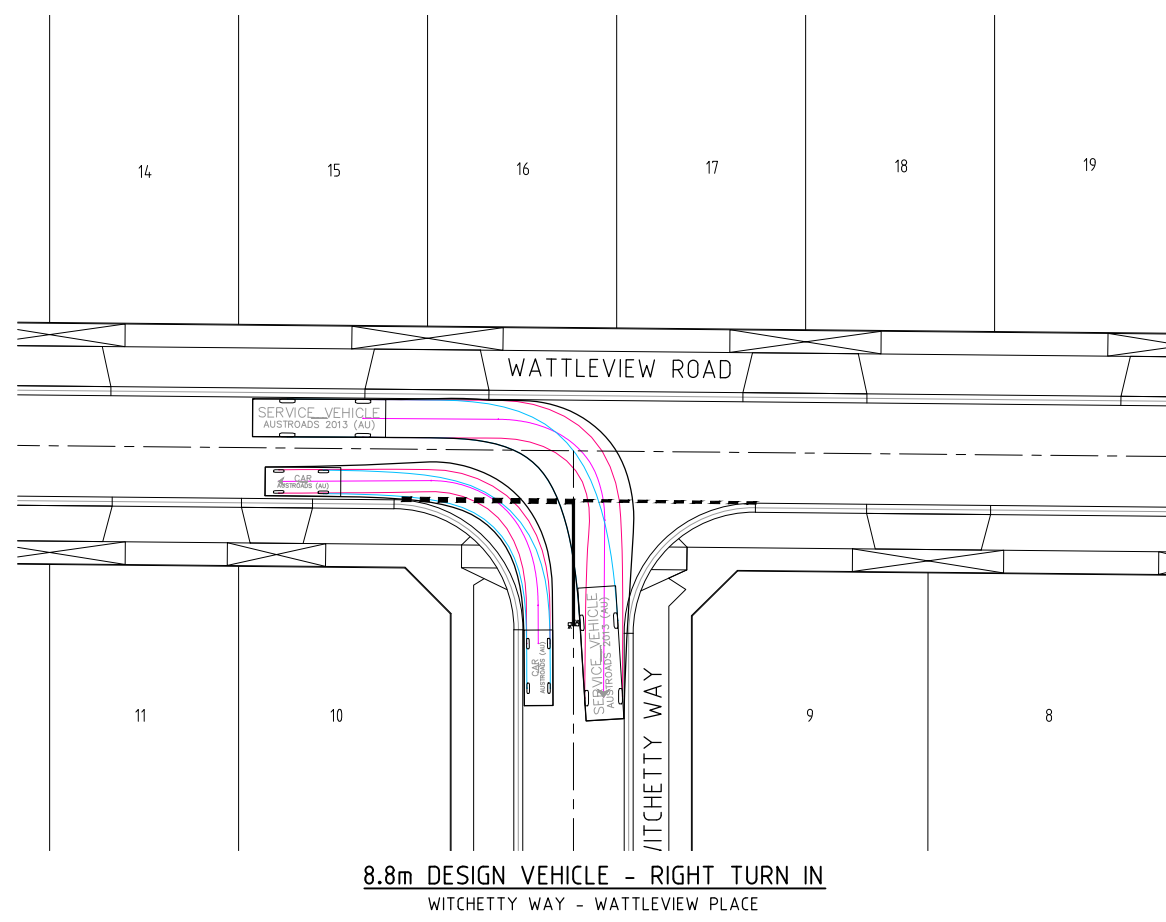 14
15
16
17
18
19
WATTLEVIEW ROAD
SERVICE_VEHICLE
AUSTROADS 2013 (AU)
CAR
AUSTROADS (AU)
SERVICE_VEHICLE
AUSTROADS 2013 (AU)
CAR
AUSTROADS (AU)
WITCHETTY WAY
11
10
9
8
8.8m DESIGN VEHICLE - RIGHT TURN IN
WITCHETTY WAY - WATTLEVIEW PLACE